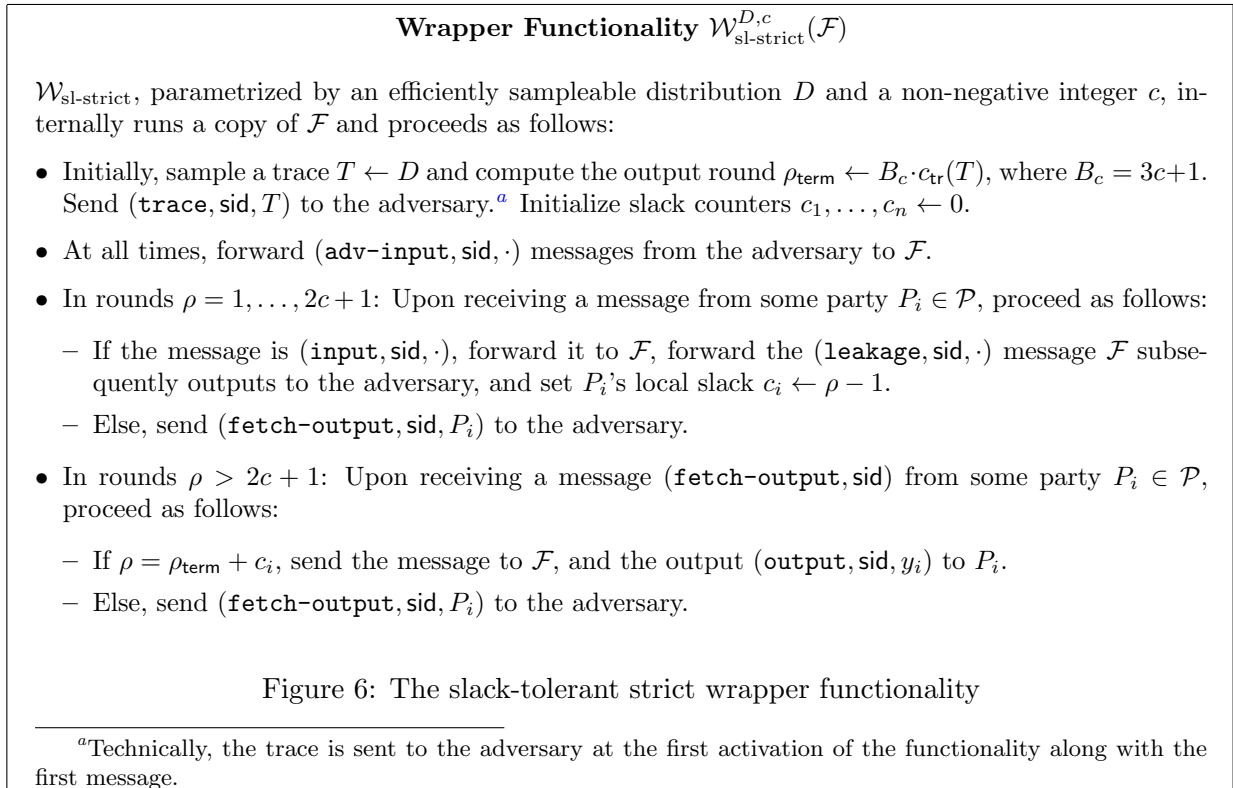 Wrapper Functionality 𝒲_{sl-strict}^{D,c}(ℱ)
𝒲_{sl-strict}, parametrized by an efficiently sampleable distribution D and a non-negative integer c, in-
ternally runs a copy of ℱ and proceeds as follows:
• Initially, sample a trace T ← D and compute the output round ρ_{term} ← B_c·c_{tr}(T), where B_c = 3c+1.
Send (trace, sid, T) to the adversary.^a Initialize slack counters c_1, . . . , c_n ← 0.
• At all times, forward (adv-input, sid, ·) messages from the adversary to ℱ.
• In rounds ρ = 1, . . . , 2c + 1: Upon receiving a message from some party P_i ∈ 𝒫, proceed as follows:
– If the message is (input, sid, ·), forward it to ℱ, forward the (leakage, sid, ·) message ℱ subse-
quently outputs to the adversary, and set P_i's local slack c_i ← ρ − 1.
– Else, send (fetch-output, sid, P_i) to the adversary.
• In rounds ρ > 2c + 1: Upon receiving a message (fetch-output, sid) from some party P_i ∈ 𝒫,
proceed as follows:
– If ρ = ρ_{term} + c_i, send the message to ℱ, and the output (output, sid, y_i) to P_i.
– Else, send (fetch-output, sid, P_i) to the adversary.
Figure 6: The slack-tolerant strict wrapper functionality
^aTechnically, the trace is sent to the adversary at the first activation of the functionality along with the
first message.